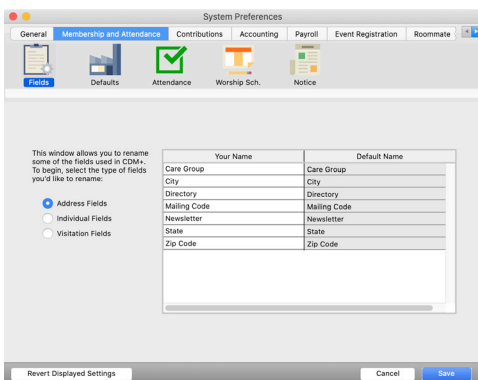 System Preferences
General Membership and Attendance Contributions Accounting Payroll Event Registration Roommate
Fields Defaults Attendance Worship Sch. Notice
This window allows you to rename
some of the fields used in CDM+.
To begin, select the type of fields
you'd like to rename:
Address Fields
Individual Fields
Visitation Fields
Your Name Default Name
Care Group Care Group
City City
Directory Directory
Mailing Code Mailing Code
Newsletter Newsletter
State State
Zip Code Zip Code
Revert Displayed Settings Cancel Save